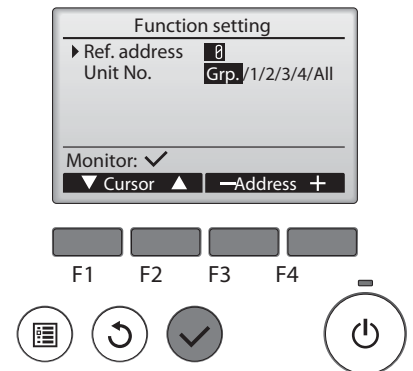 Function setting
Ref. address 0
Unit No. Grp./1/2/3/4/All
Monitor: ✓
▼ Cursor ▲ −Address +
F1 F2 F3 F4